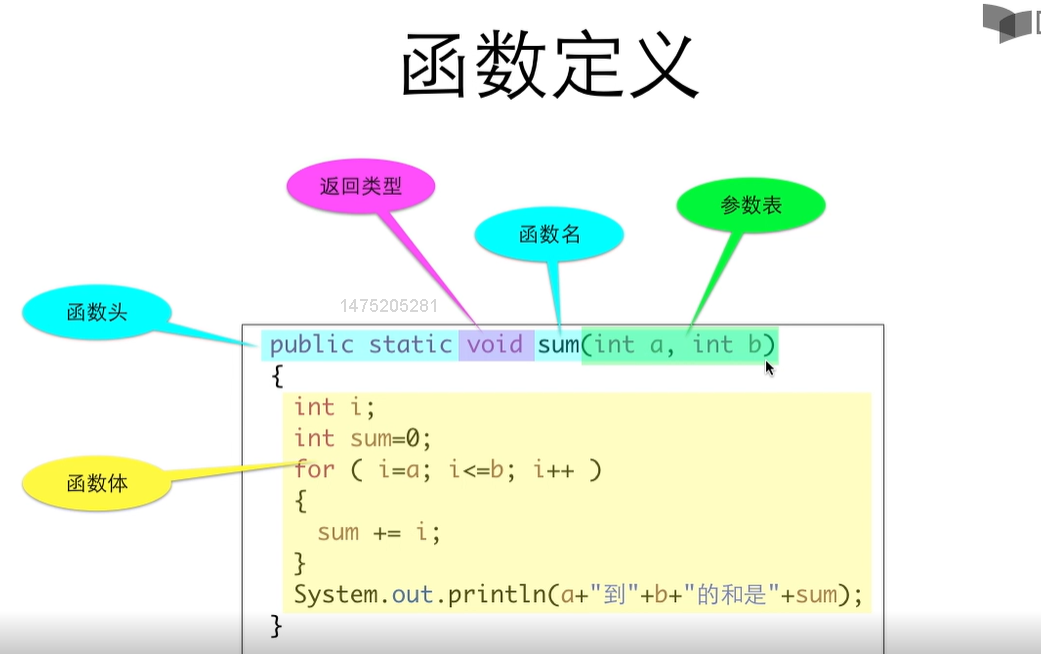 函数定义
返回类型
函数名
参数表
函数头
1475205281
public static void sum(int a, int b)
{
int i;
int sum=0;
for ( i=a; i<=b; i++ )
{
sum += i;
}
System.out.println(a+"到"+b+"的和是"+sum);
}
函数体